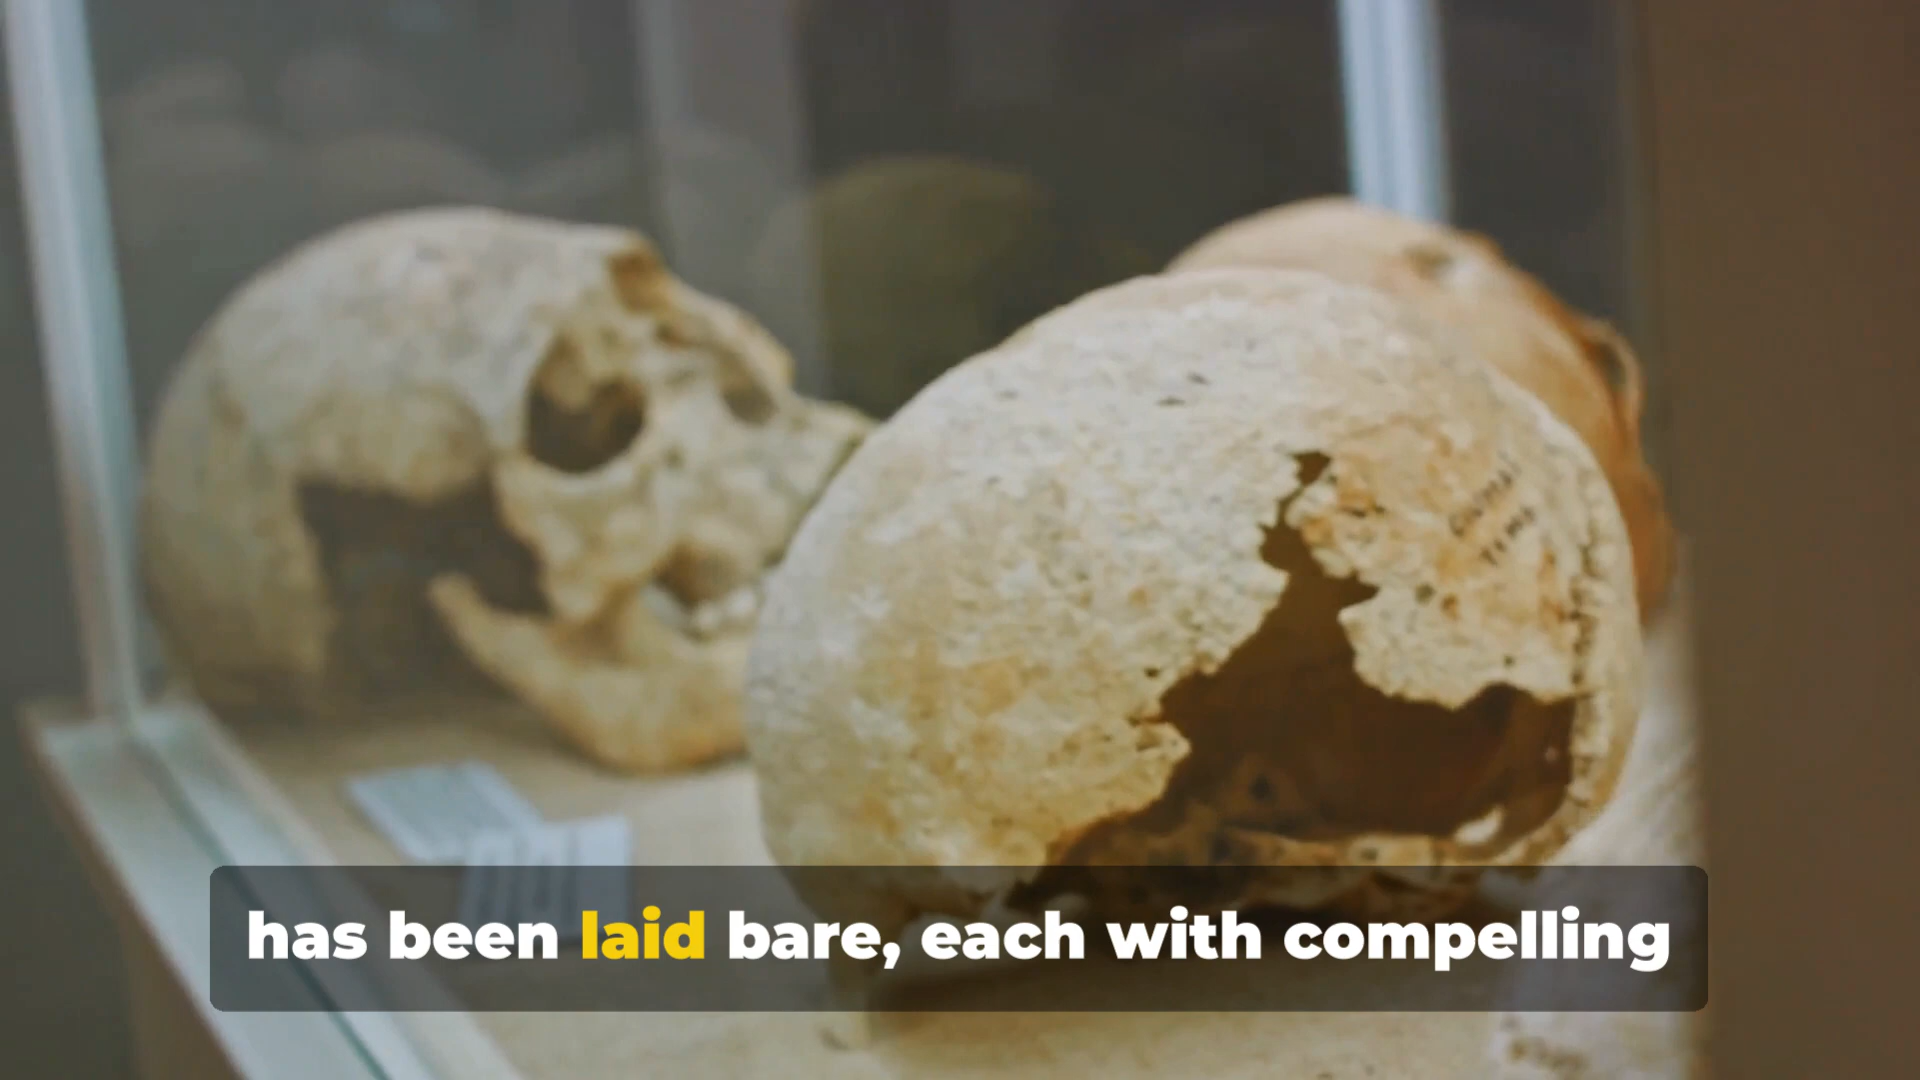 has been laid bare, each with compelling